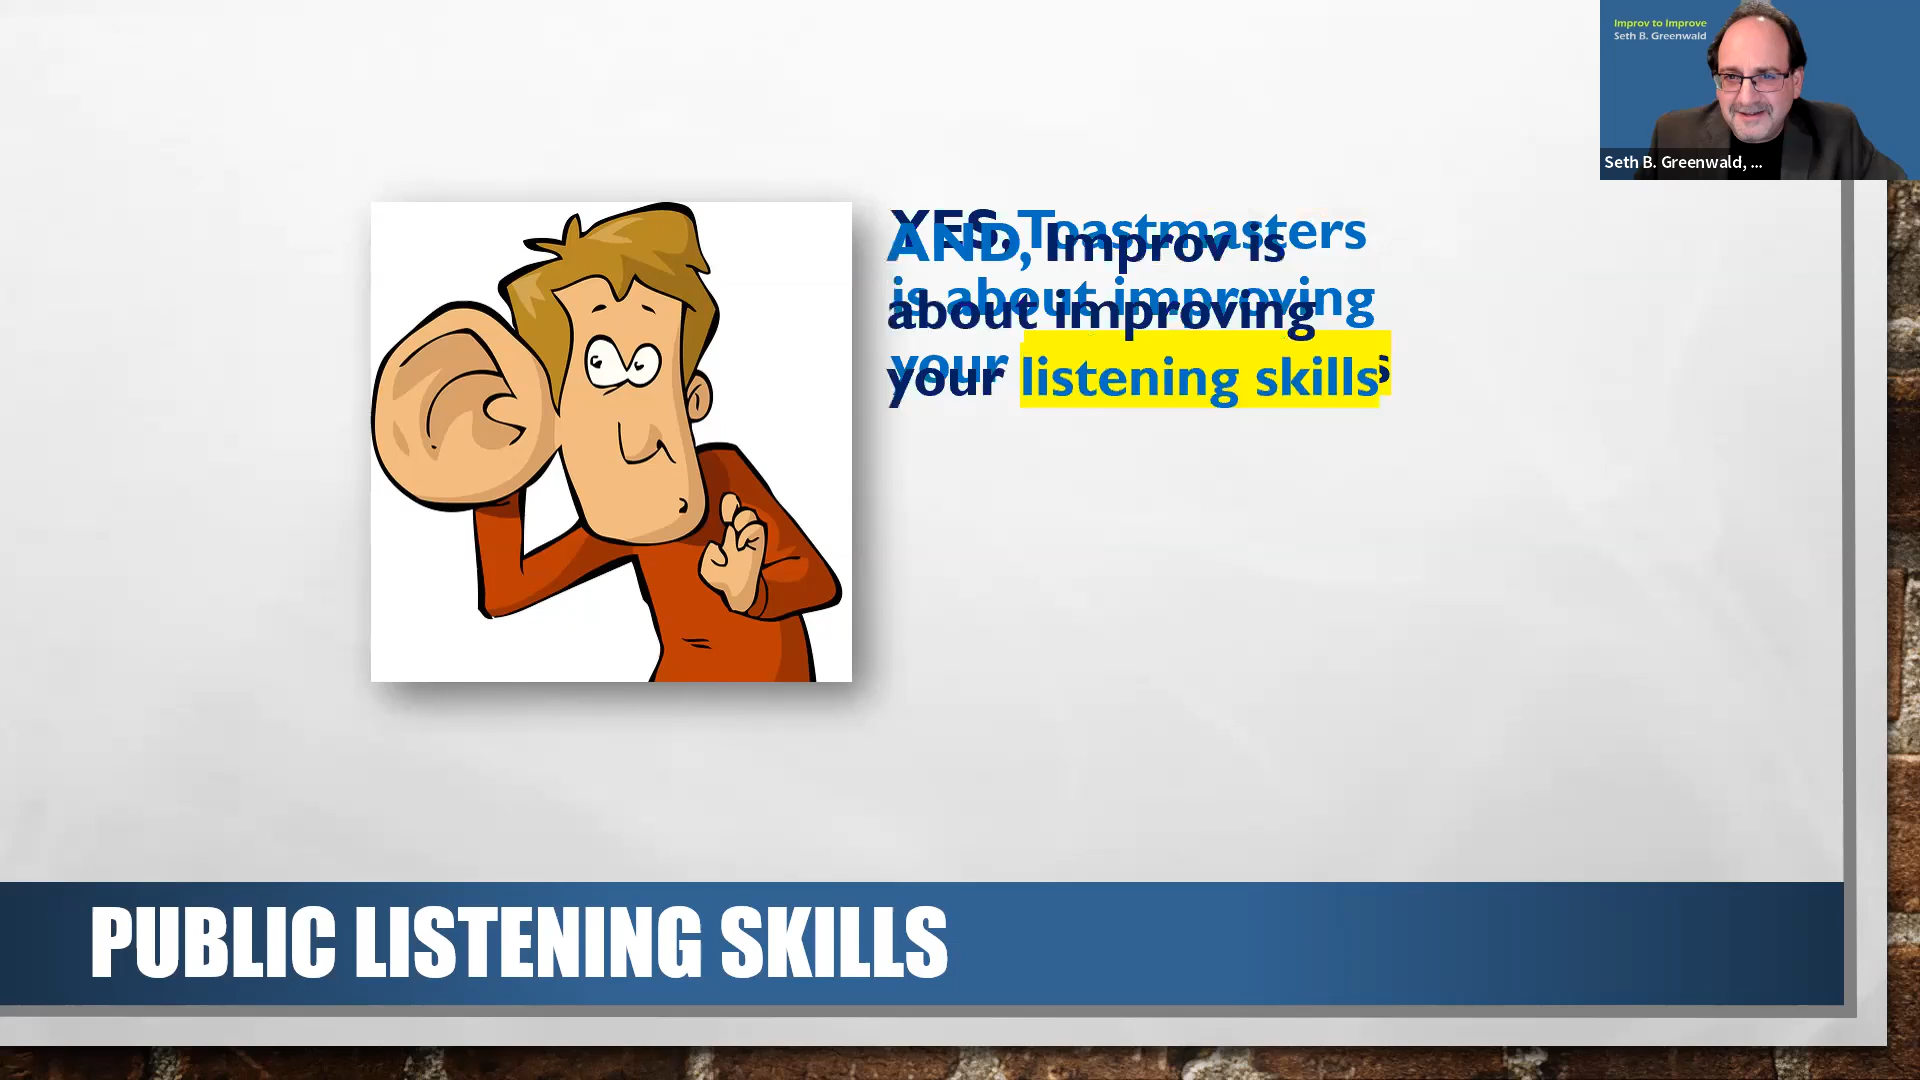 Improv to Improve
Seth B. Greenwald
Seth B. Greenwald, ...
YES, Toastmasters
is about improving
your
AND, Improv is
about improving
your listening skills
PUBLIC LISTENING SKILLS